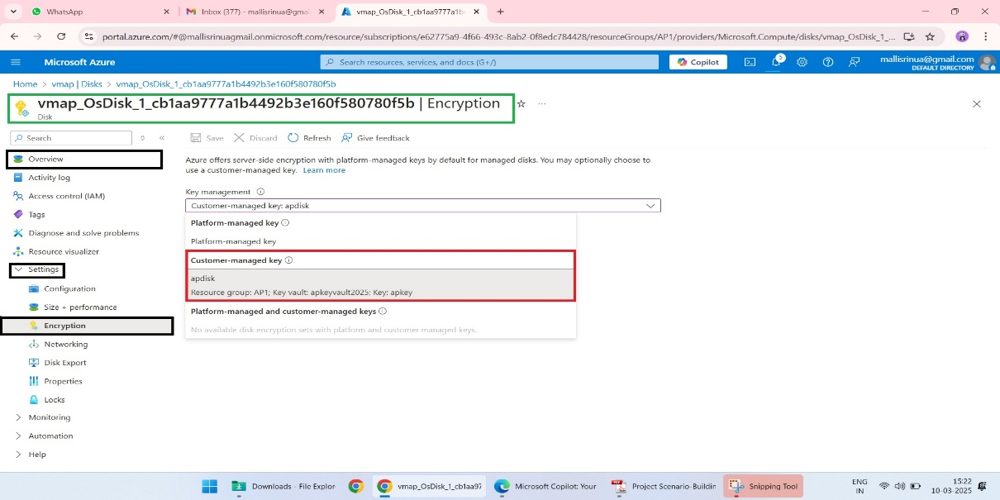 WhatsApp
Inbox (377) - mallisrinua@gmai
vmap_OsDisk_1_cb1aa9777a1b
portal.azure.com/#@mallisrinuagmail.onmicrosoft.com/resource/subscriptions/e62775a9-4f66-493c-8ab2-0f8edc784428/resourceGroups/AP1/providers/Microsoft.Compute/disks/vmap_OsDisk_1_...
Microsoft Azure
Search resources, services, and docs (G+/)
Copilot
5
mallisrinua@gmail.com
DEFAULT DIRECTORY
Home > vmap | Disks > vmap_OsDisk_1_cb1aa9777a1b4492b3e160f580780f5b
vmap_OsDisk_1_cb1aa9777a1b4492b3e160f580780f5b | Encryption
Disk
Search
Save
Discard
Refresh
Give feedback
Overview
Activity log
Access control (IAM)
Tags
Diagnose and solve problems
Resource visualizer
Settings
Configuration
Size + performance
Encryption
Networking
Disk Export
Properties
Locks
Monitoring
Automation
Help
Azure offers server-side encryption with platform-managed keys by default for managed disks. You may optionally choose to
use a customer-managed key. Learn more
Key management
Customer-managed key: apdisk
Platform-managed key
Platform-managed key
Customer-managed key
apdisk
Resource group: AP1; Key vault: apkeyvault2025; Key: apkey
Platform-managed and customer-managed keys
No available disk encryption sets with platform and customer managed keys.
Downloads - File Explor
vmap_OsDisk_1_cb1aa97
Microsoft Copilot: Your
Project Scenario-Buildin
Snipping Tool
ENG
IN
15:22
10-03-2025